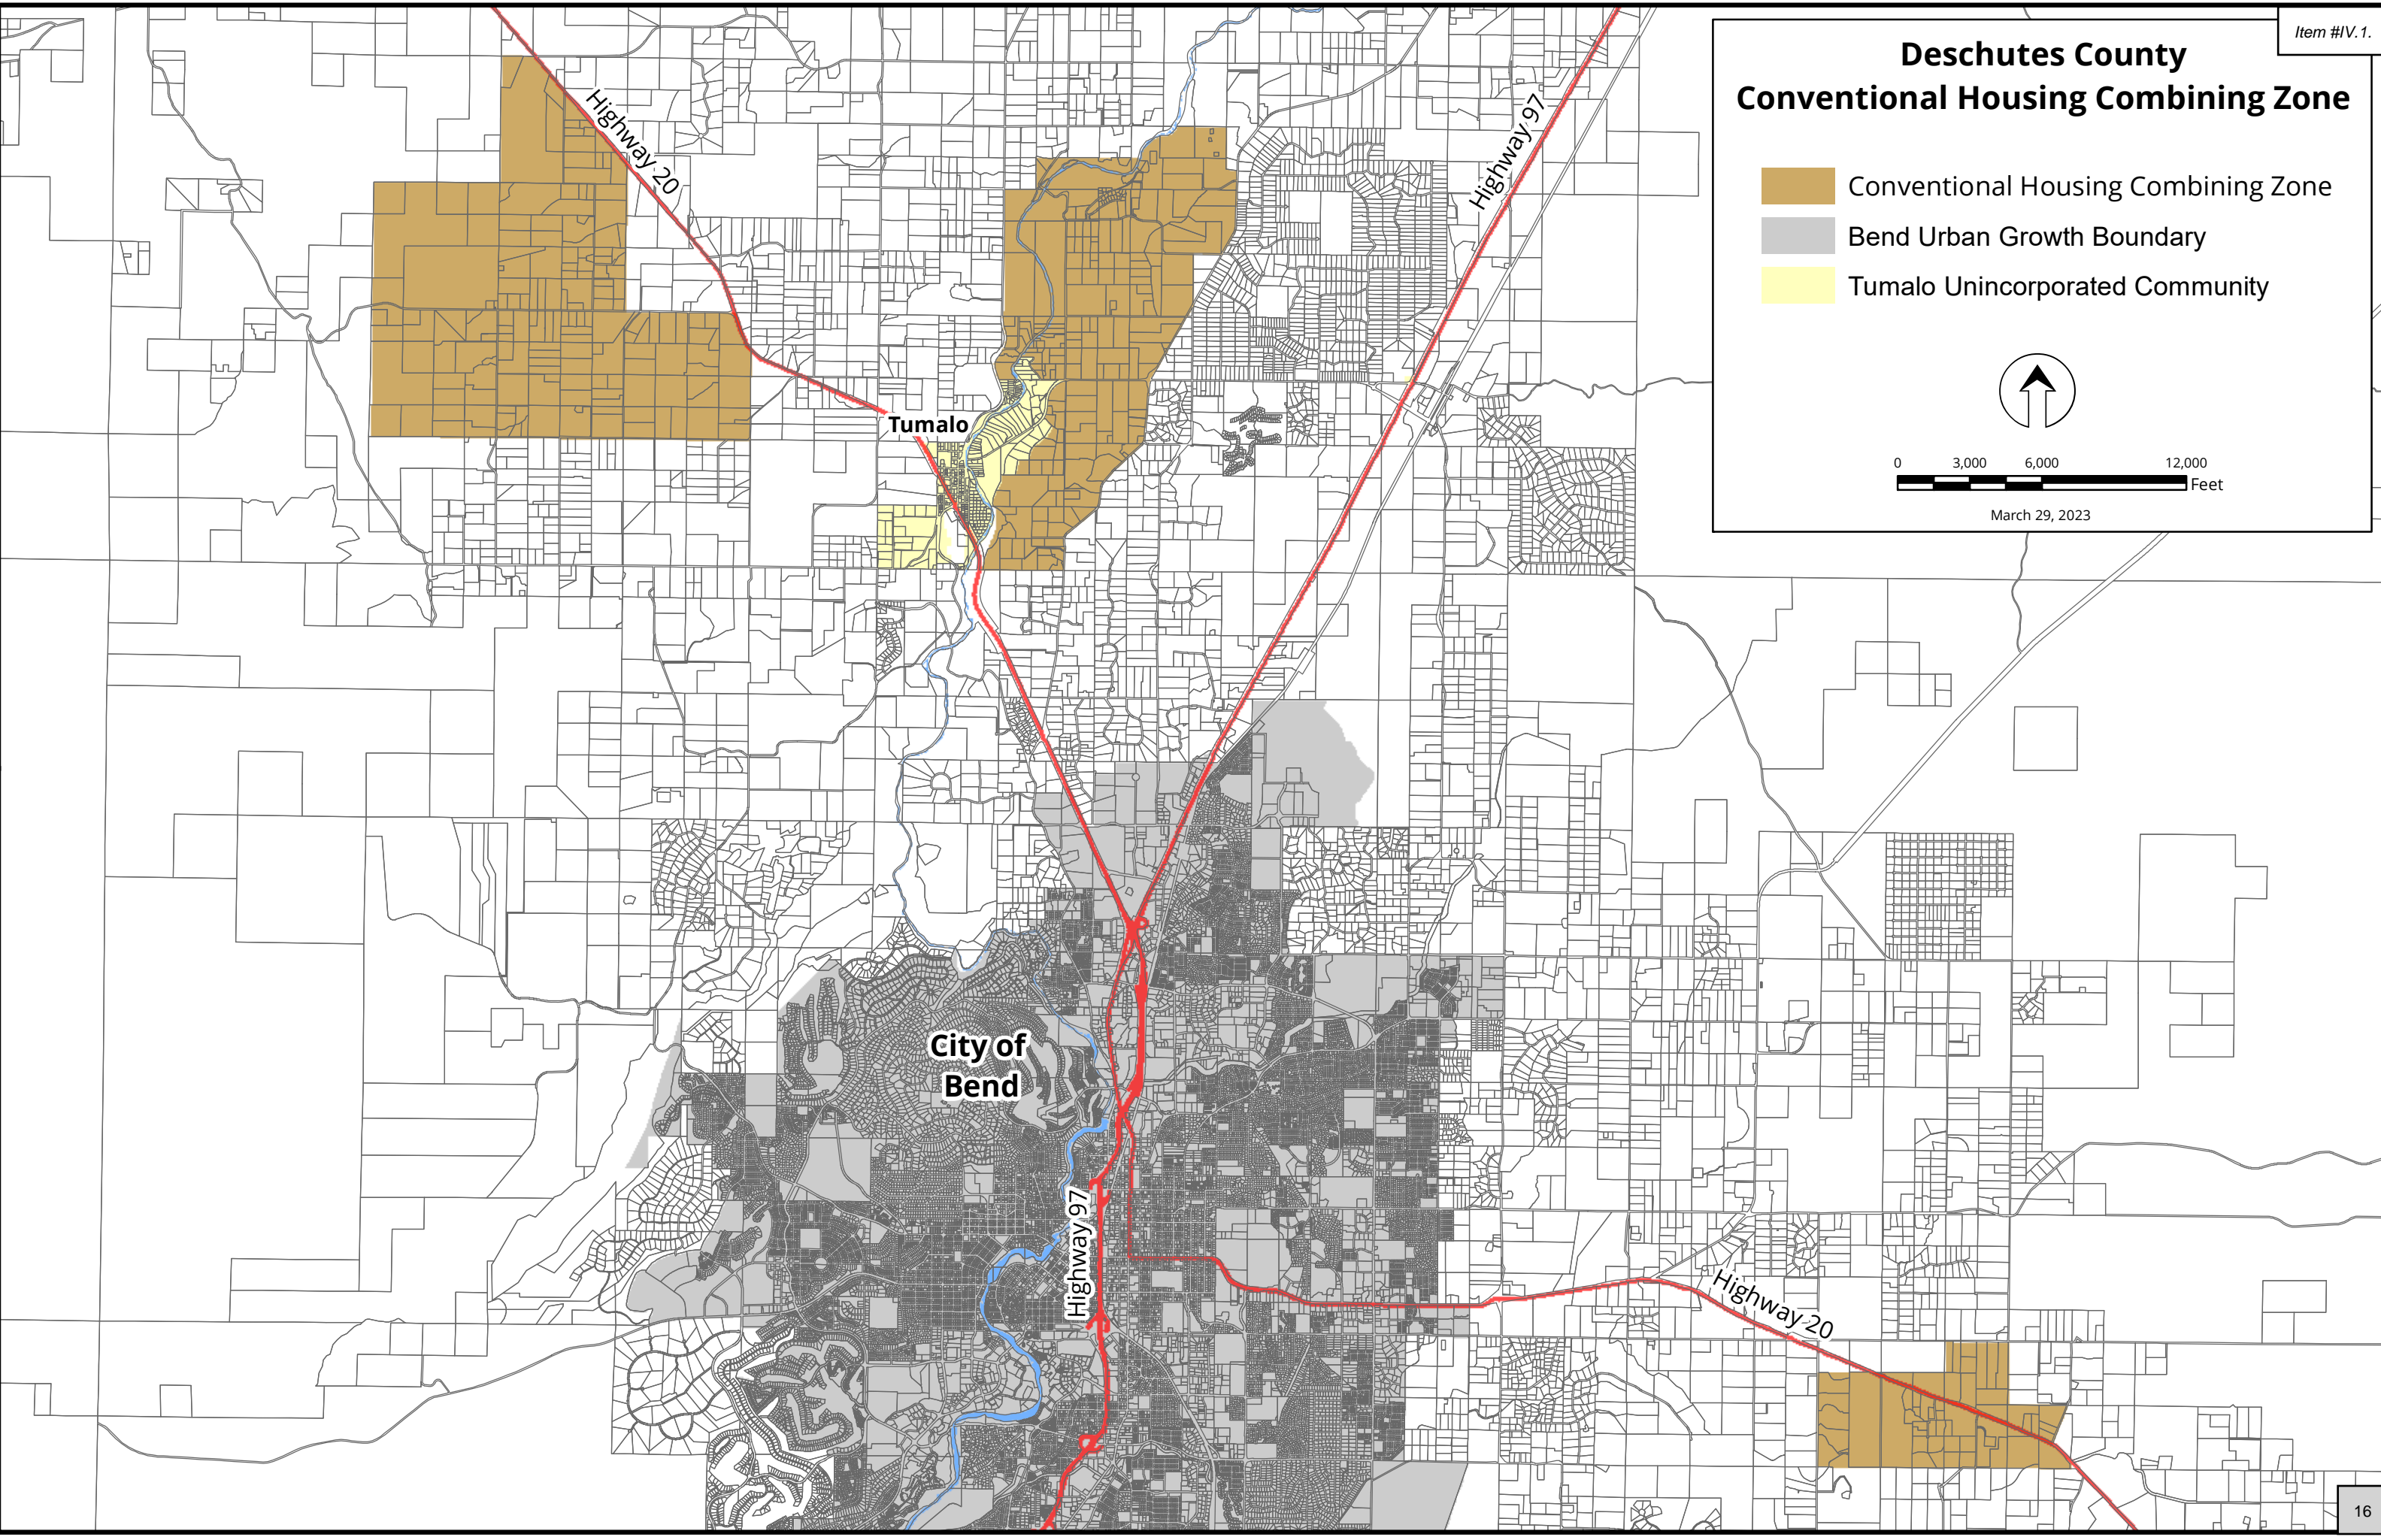 Item #IV.1.
Deschutes County
Conventional Housing Combining Zone
Conventional Housing Combining Zone
Bend Urban Growth Boundary
Tumalo Unincorporated Community
0 3,000 6,000 12,000
Feet
March 29, 2023
Highway 20
Highway 97
Tumalo
City of
Bend
Highway 97
Highway 20
16